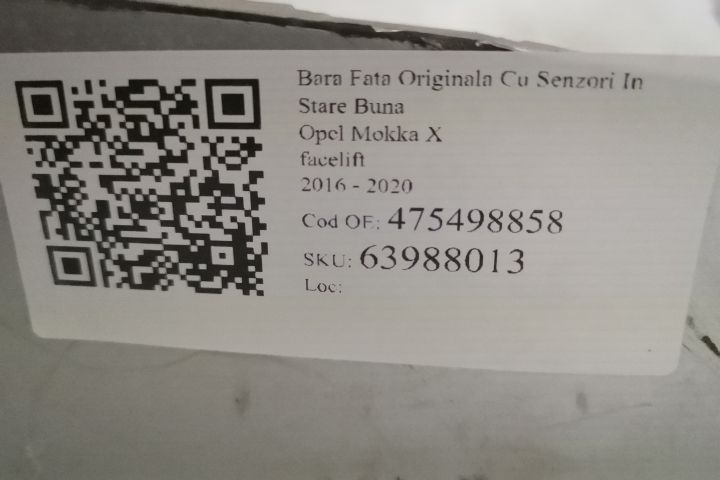 Bara Fata Originala Cu Senzori In
Stare Buna
Opel Mokka X
facelift
2016 - 2020
Cod OE: 475498858
SKU: 63988013
Loc: